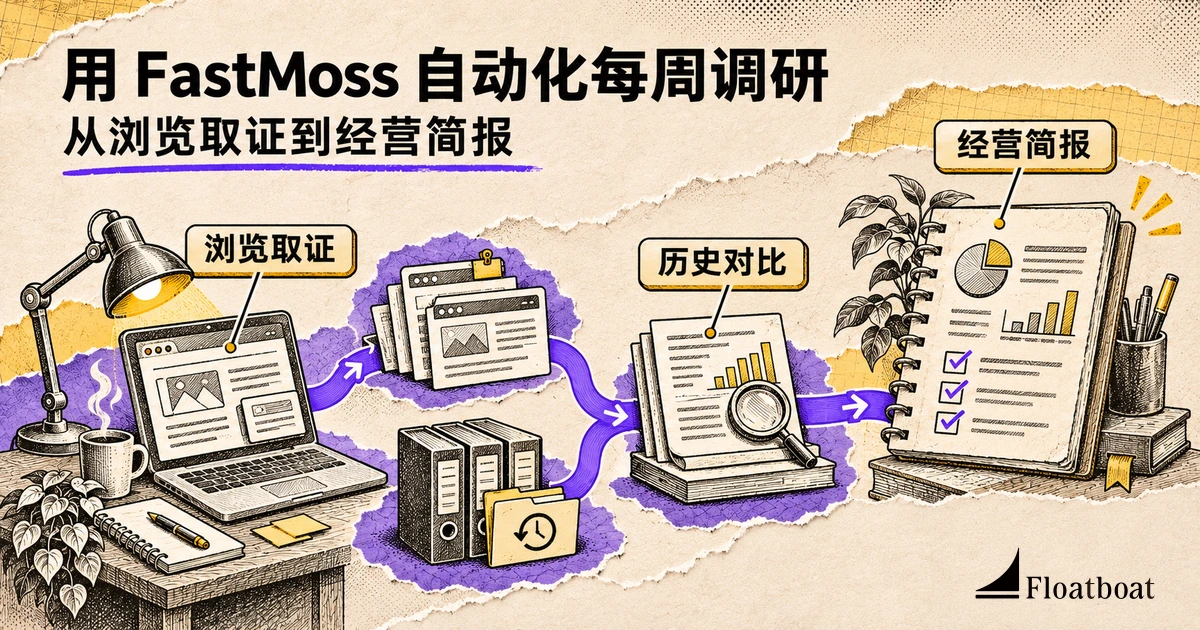 用 FastMoss 自动化每周调研
从浏览取证到经营简报
经营简报
浏览取证
历史对比
Floatboat